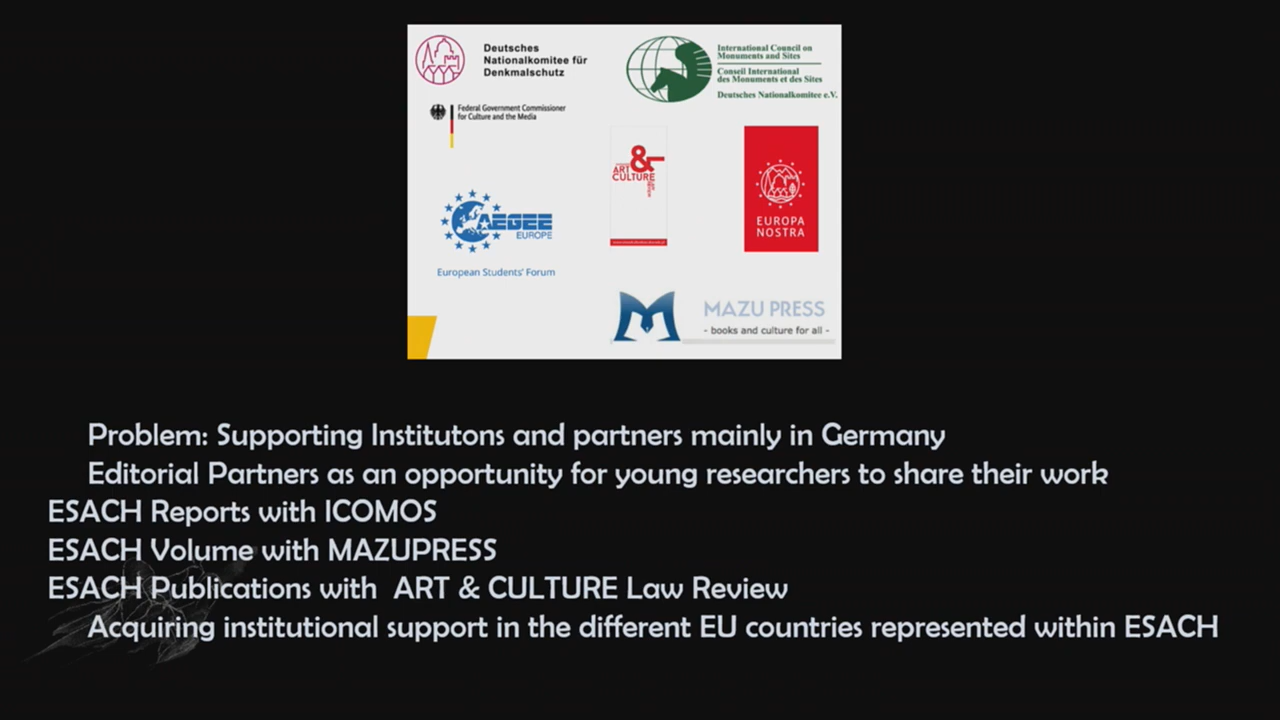 Deutsches
Nationalkomitee für
Denkmalschutz
International Council on
Monuments and Sites
Conseil International
des Monuments et des Sites
Deutsches Nationalkomitee e.V.
Federal Government Commissioner
for Culture and the Media
&
ART
CULTURE
EUROPA
NOSTRA
AEGEE
EUROPE
European Students' Forum
M
MAZU PRESS
- books and culture for all -
Problem: Supporting Institutons and partners mainly in Germany
Editorial Partners as an opportunity for young researchers to share their work
ESACH Reports with ICOMOS
ESACH Volume with MAZUPRESS
ESACH Publications with ART & CULTURE Law Review
Acquiring institutional support in the different EU countries represented within ESACH